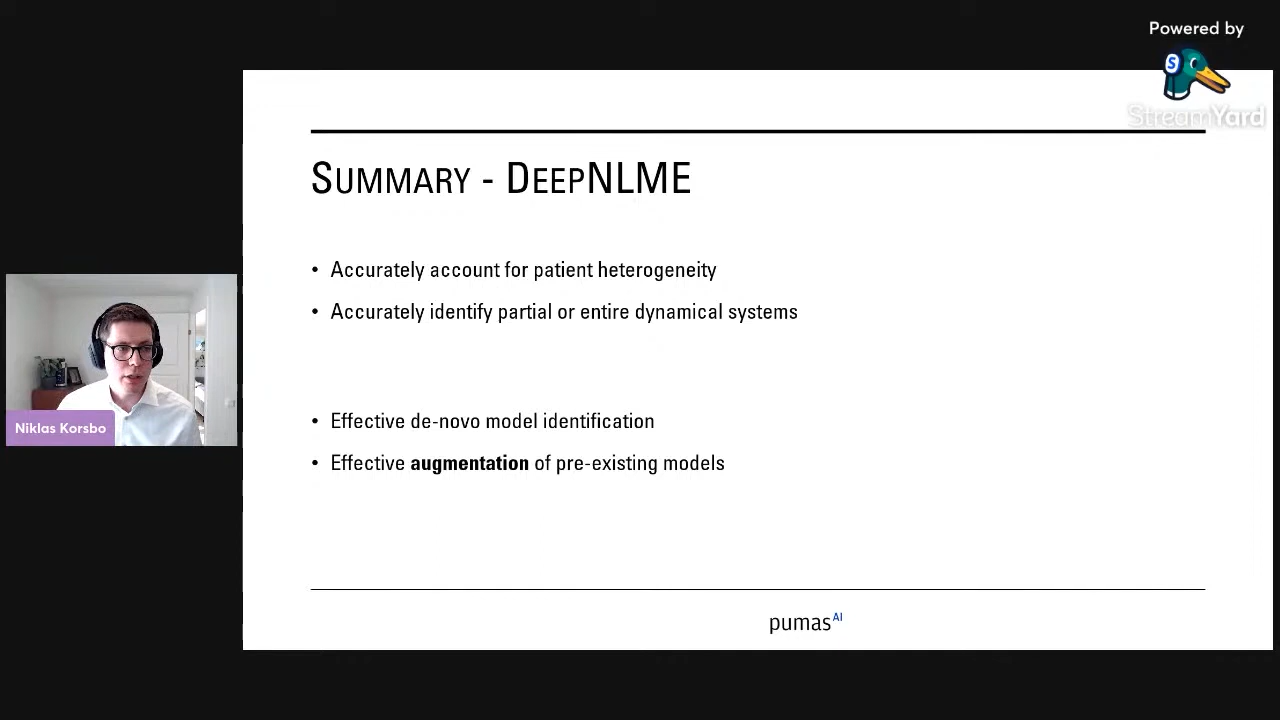 Powered by
S
StreamYard
SUMMARY - DEEPNLME
• Accurately account for patient heterogeneity
• Accurately identify partial or entire dynamical systems
• Effective de-novo model identification
• Effective augmentation of pre-existing models
Niklas Korsbo
pumasAI